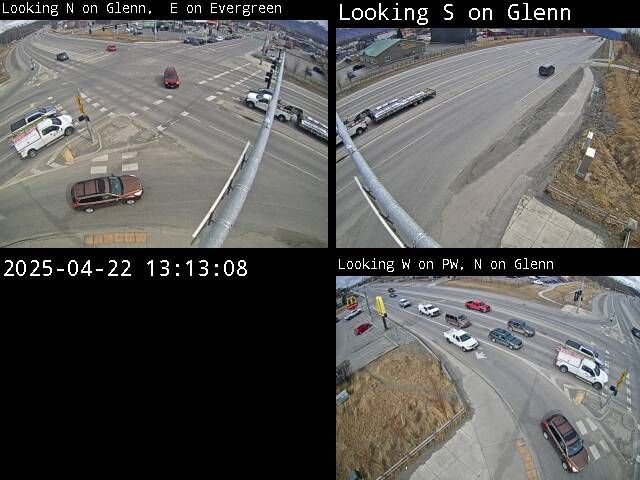 Looking N on Glenn, E on Evergreen
Looking S on Glenn
2025-04-22 13:13:08
Looking W on PW, N on Glenn